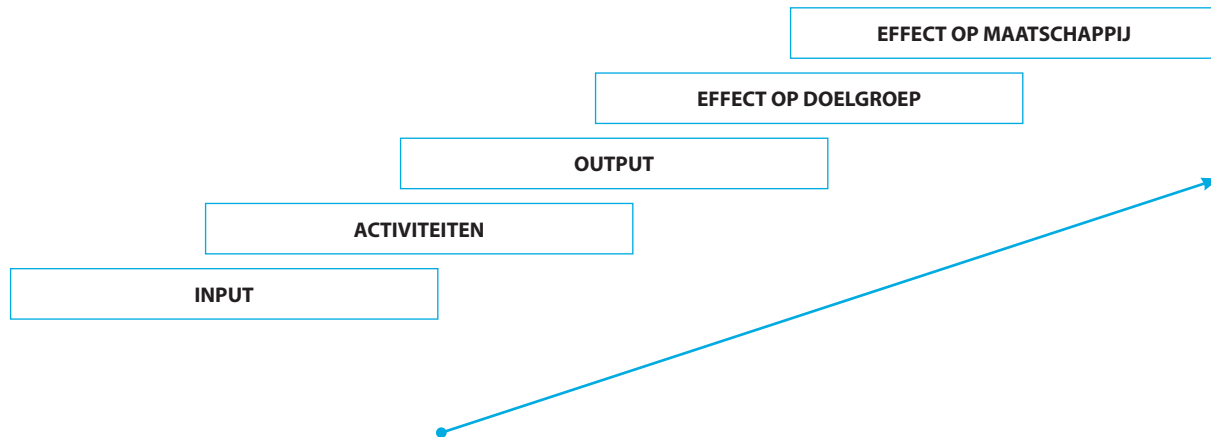 EFFECT OP MAATSCHAPPIJ
EFFECT OP DOELGROEP
OUTPUT
ACTIVITEITEN
INPUT